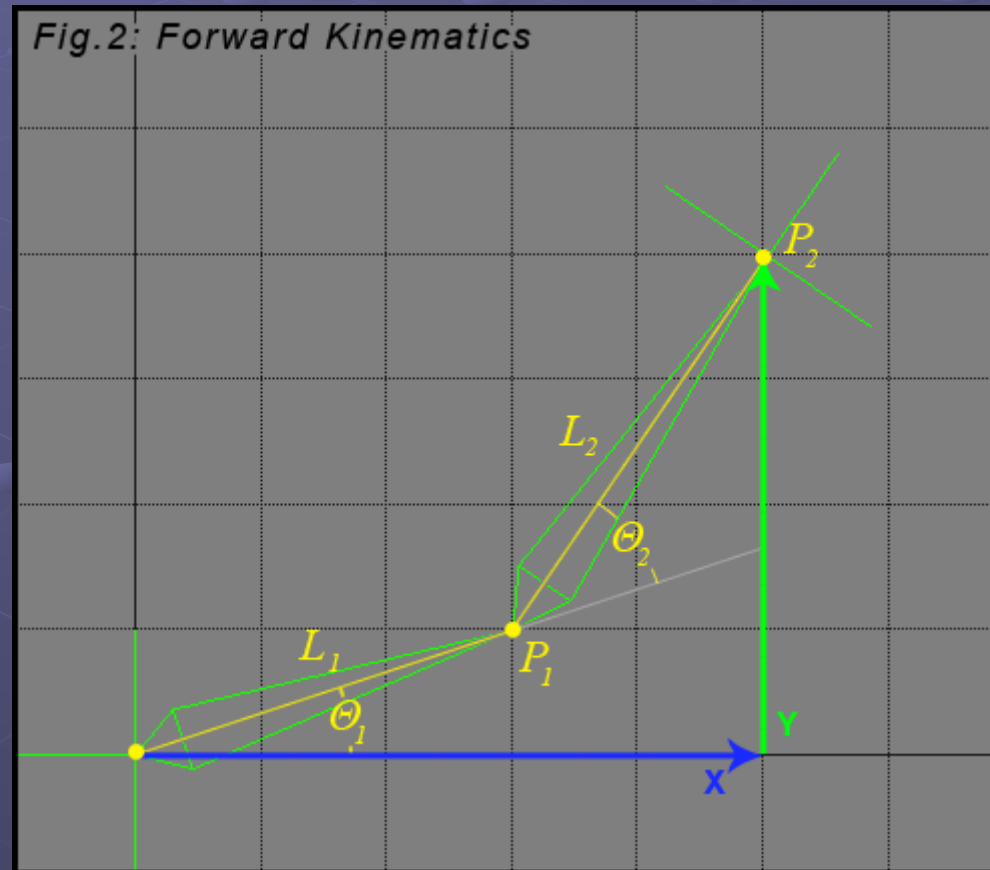 Fig.2: Forward Kinematics
P₂
L₂
Θ₂
L₁
P₁
Θ₁
Y
X